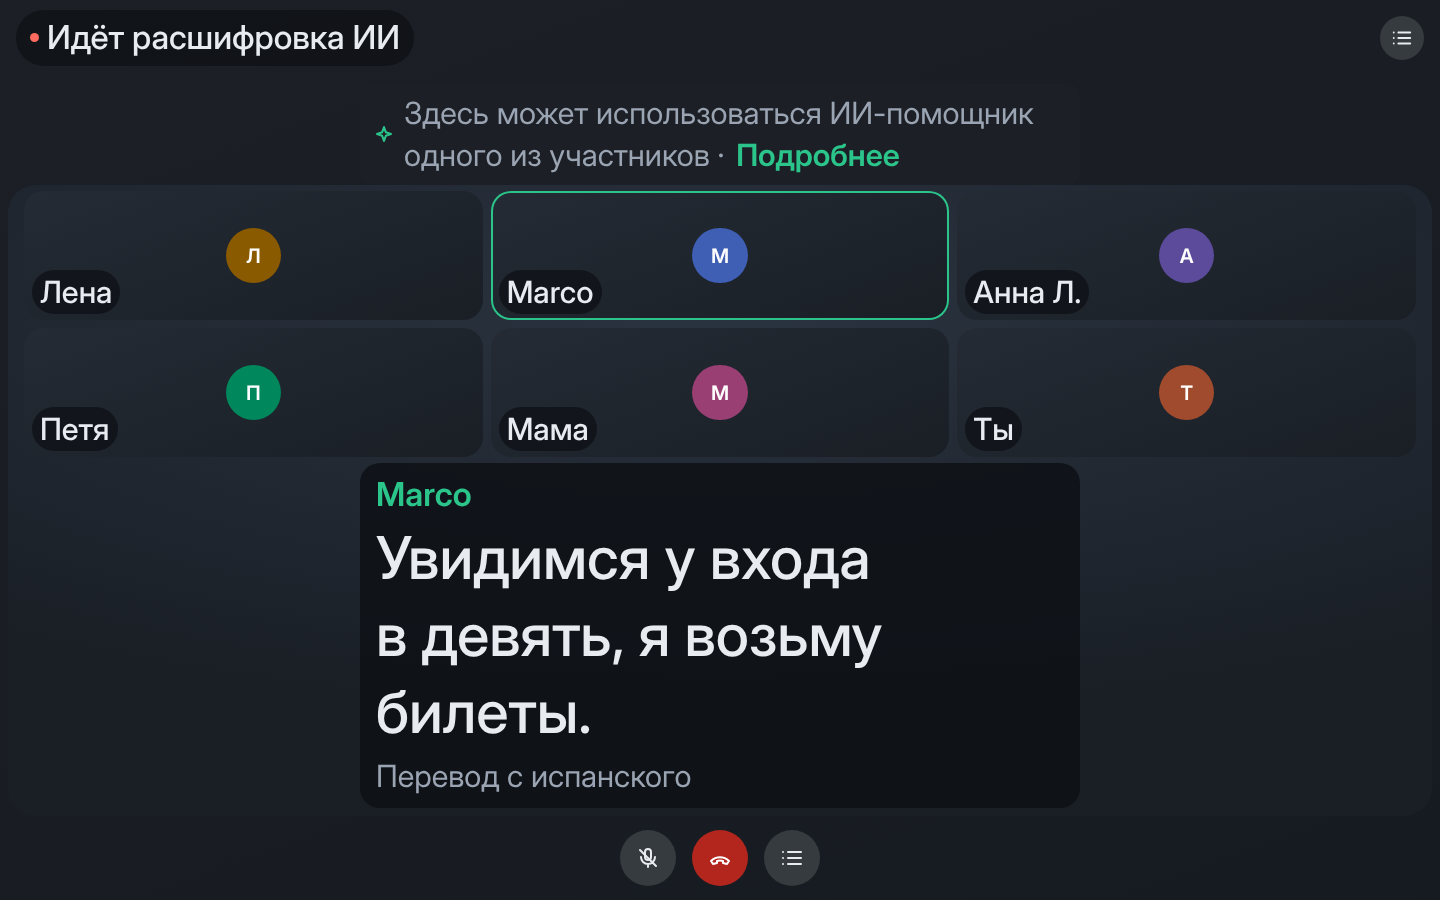 Идёт расшифровка ИИ
Здесь может использоваться ИИ-помощник
одного из участников · Подробнее
Л
Лена
М
Marco
А
Анна Л.
П
Петя
М
Мама
Т
Ты
Marco
Увидимся у входа
в девять, я возьму
билеты.
Перевод с испанского